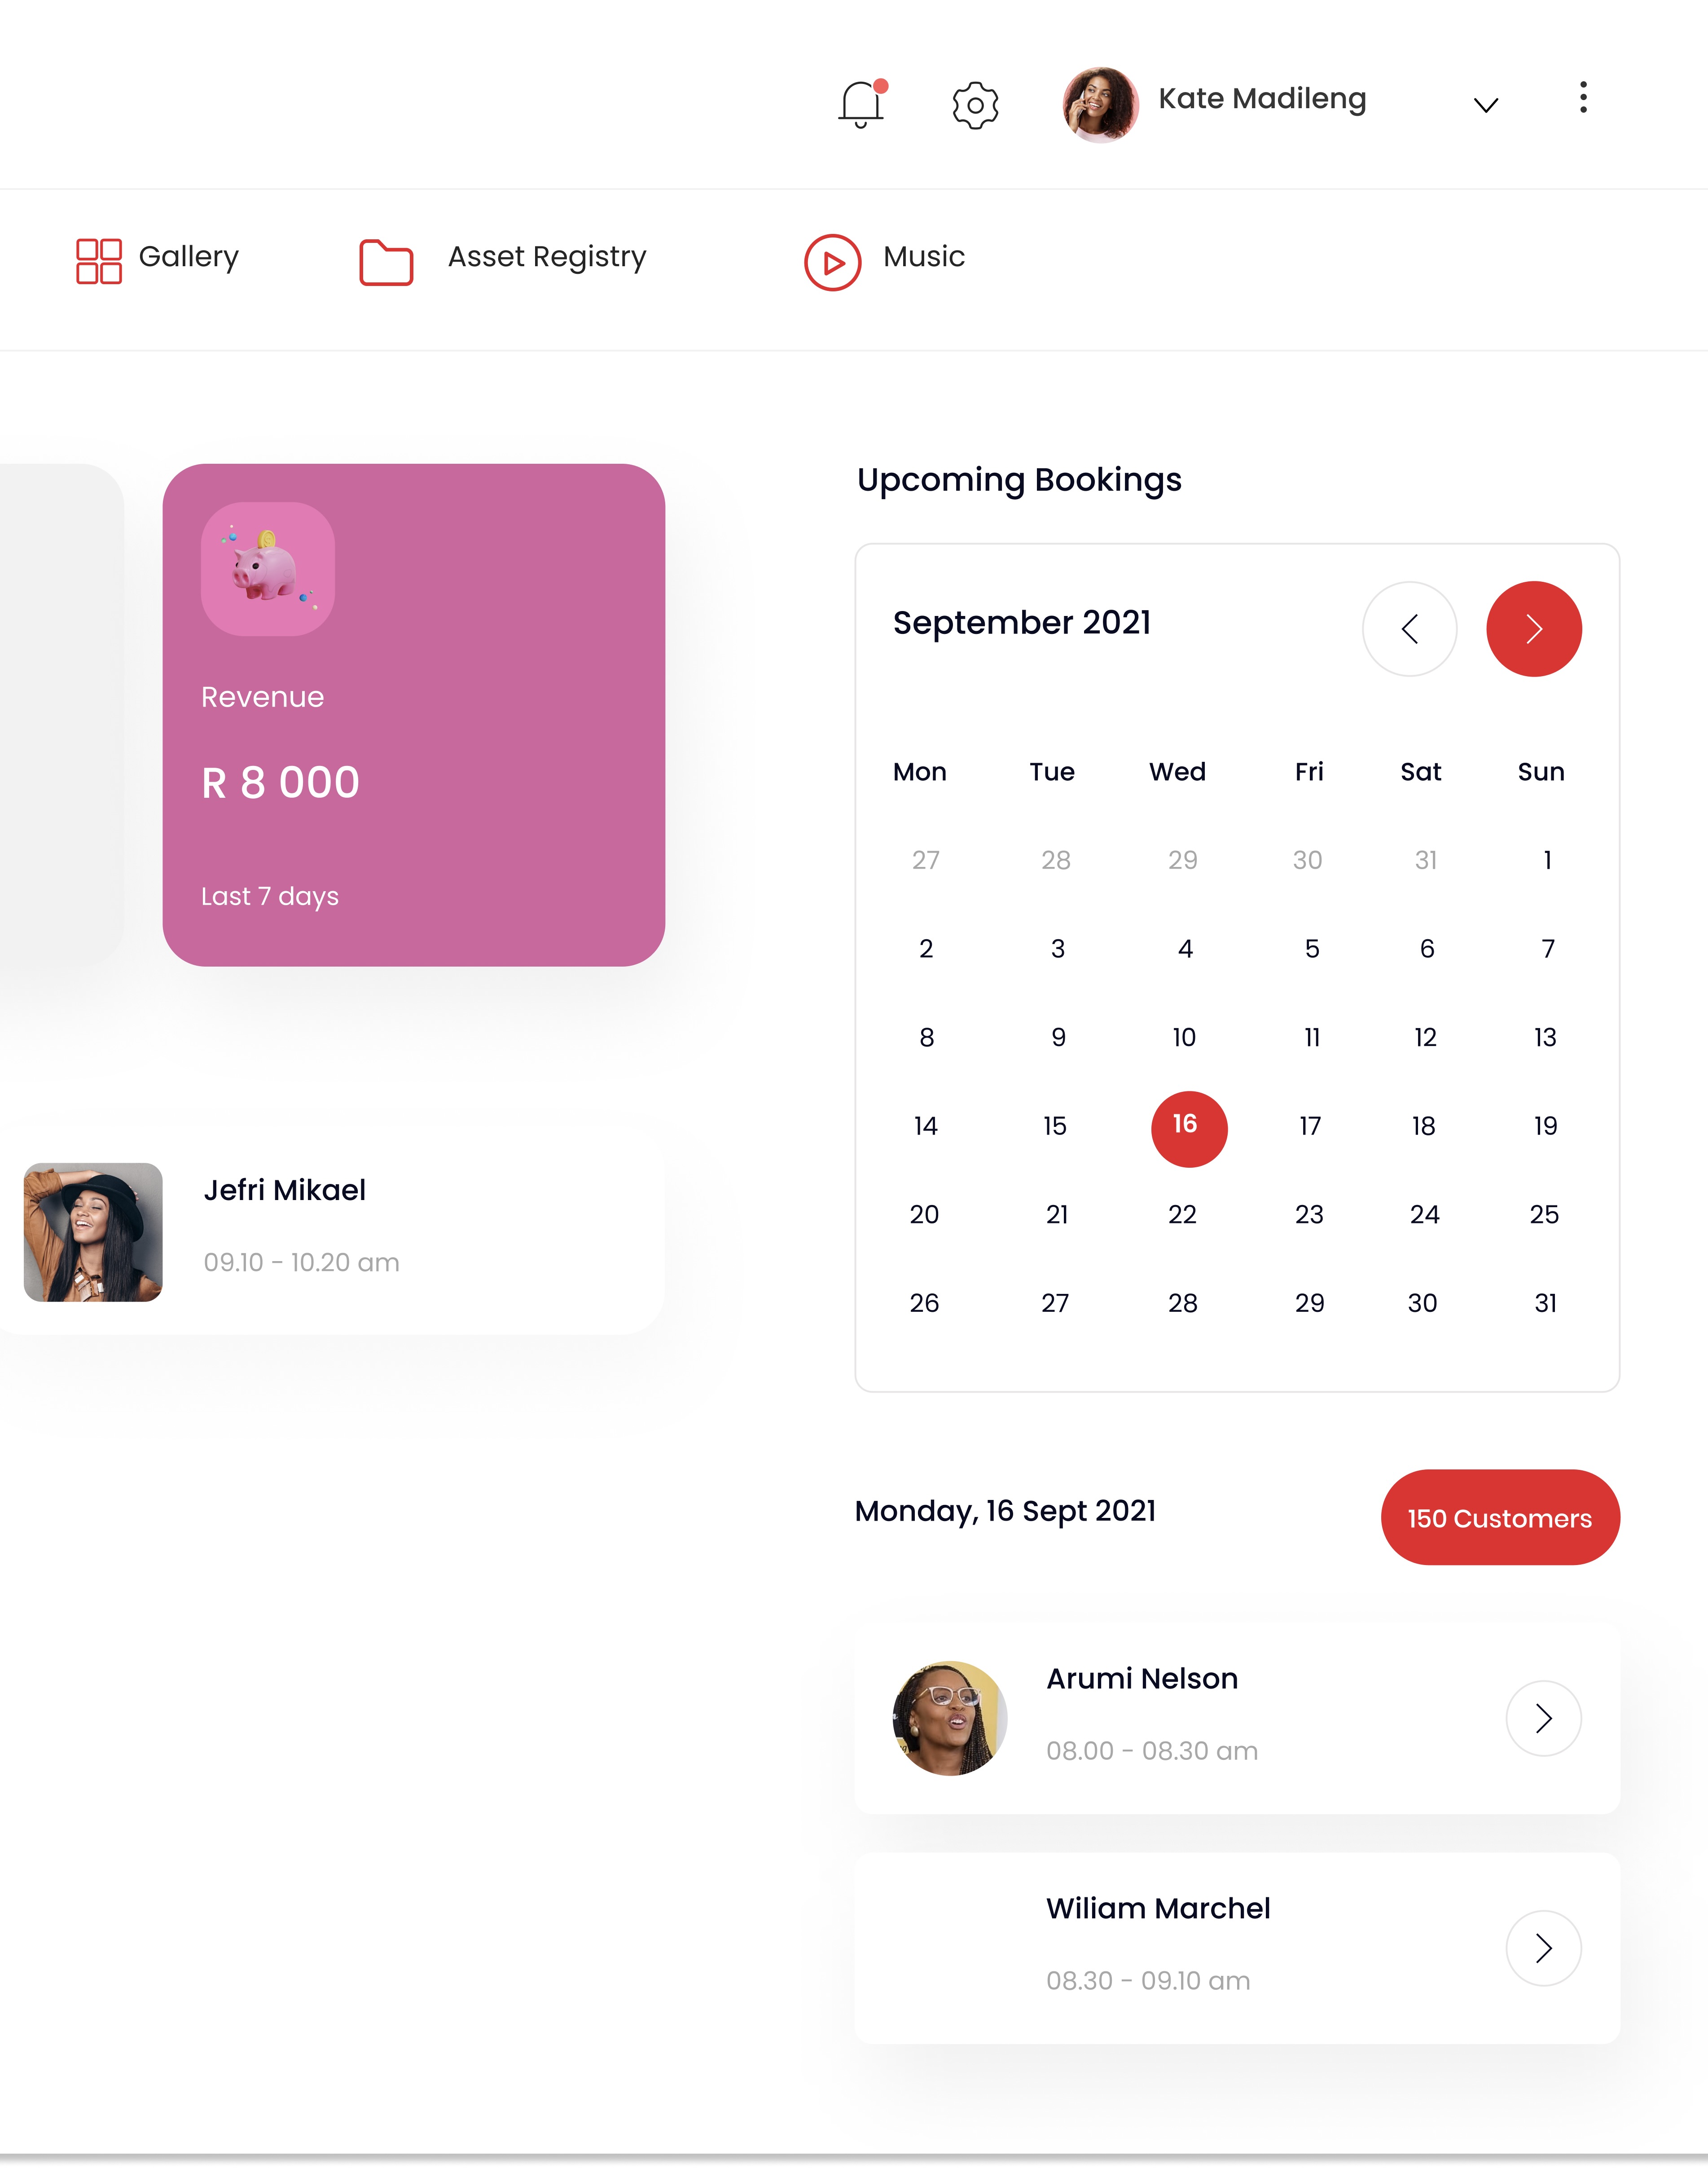 Kate Madileng
Gallery
Asset Registry
Music
Revenue
R 8 000
Last 7 days
Jefri Mikael
09.10 - 10.20 am
Upcoming Bookings
September 2021
Mon Tue Wed Fri Sat Sun
27 28 29 30 31 1
2 3 4 5 6 7
8 9 10 11 12 13
14 15 16 17 18 19
20 21 22 23 24 25
26 27 28 29 30 31
Monday, 16 Sept 2021
150 Customers
Arumi Nelson
08.00 - 08.30 am
Wiliam Marchel
08.30 - 09.10 am